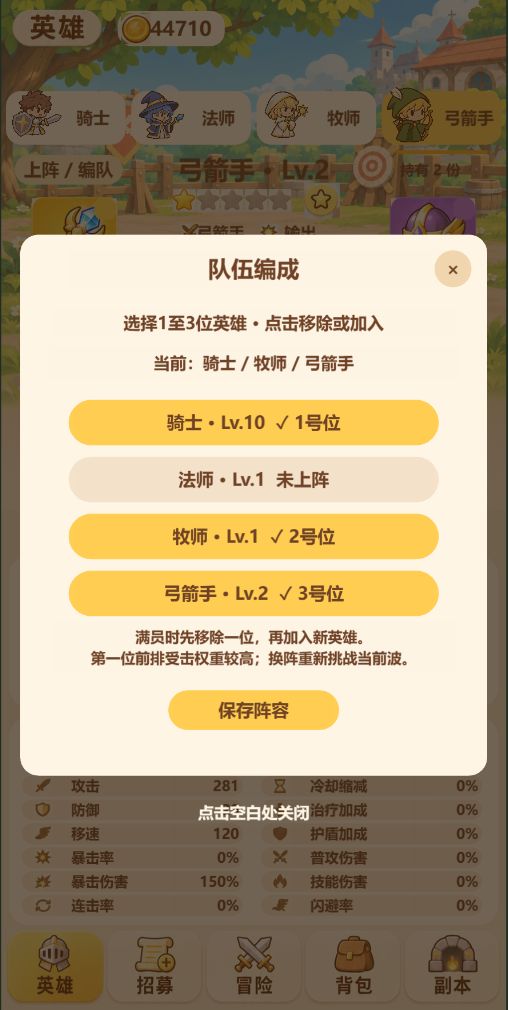 英雄
44710
骑士
法师
牧师
弓箭手
上阵 / 编队
弓箭手 • Lv.2
持有 2 份
弓箭手
输出
队伍编成
×
选择1至3位英雄 • 点击移除或加入
当前：骑士 / 牧师 / 弓箭手
骑士 • Lv.10 ✓ 1号位
法师 • Lv.1 未上阵
牧师 • Lv.1 ✓ 2号位
弓箭手 • Lv.2 ✓ 3号位
满员时先移除一位，再加入新英雄。
第一位前排受击权重较高；换阵重新挑战当前波。
保存阵容
攻击 281
冷却缩减 0%
点击空白处关闭
防御
治疗加成 0%
移速 120
护盾加成 0%
暴击率 0%
普攻伤害 0%
暴击伤害 150%
技能伤害 0%
连击率 0%
闪避率 0%
英雄
招募
冒险
背包
副本